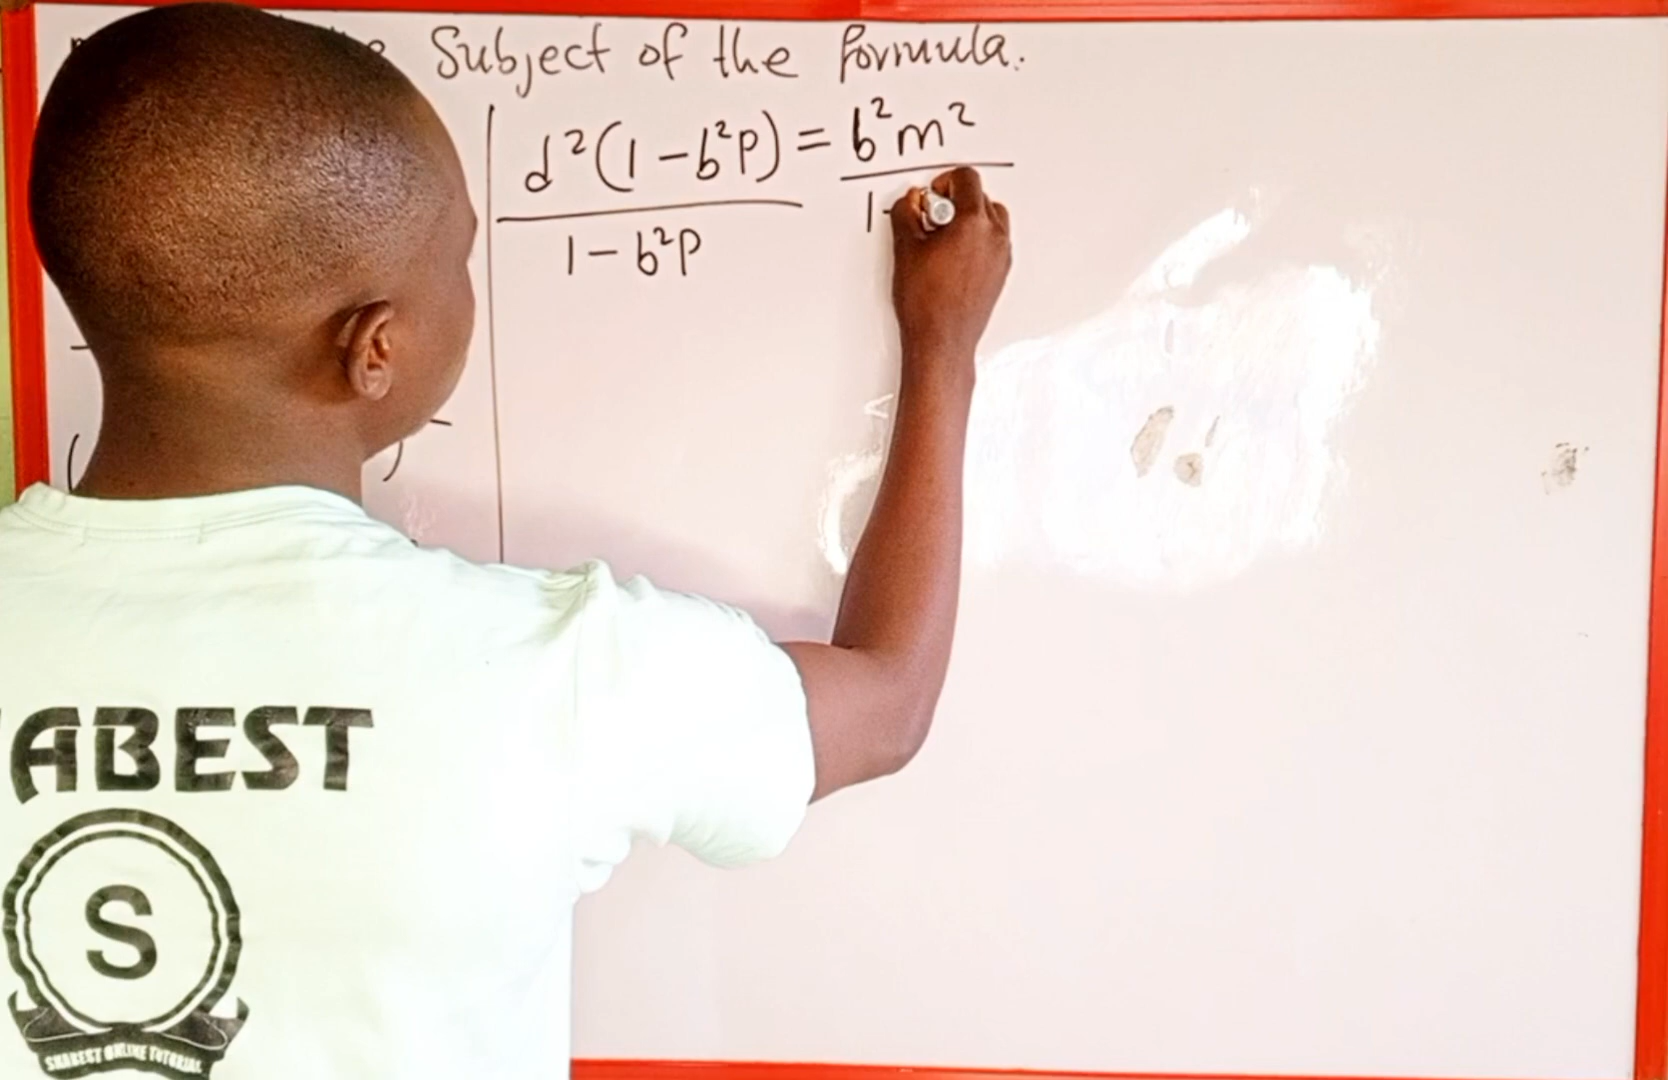 Subject of the formula.
d²(1 - b²p) = b²m²
1 - b²p 1 -
ABEST
S
SHABEST ONLINE TUTORIAL